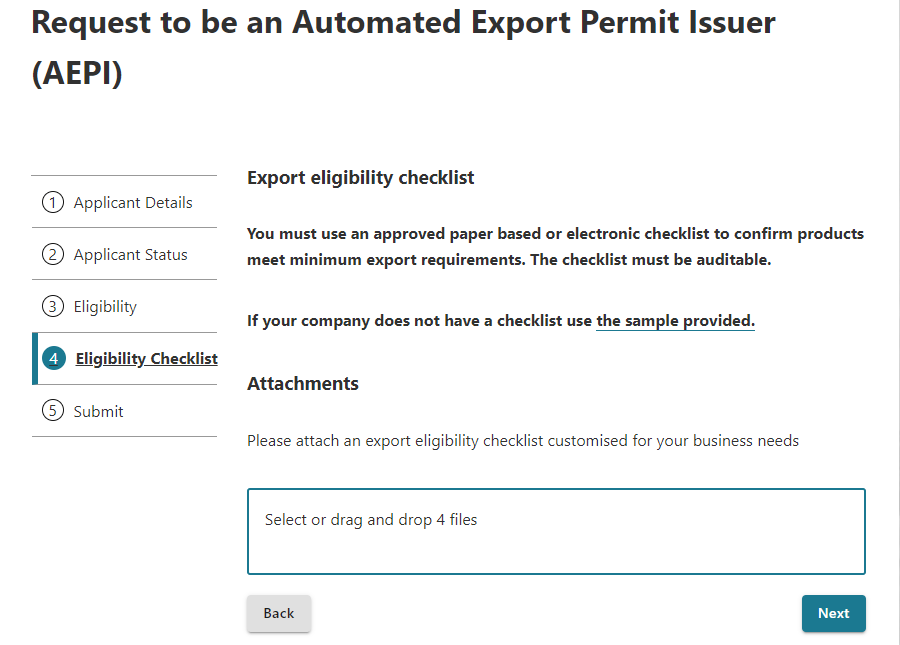 Request to be an Automated Export Permit Issuer
(AEPI)
1 Applicant Details
2 Applicant Status
3 Eligibility
4 Eligibility Checklist
5 Submit
Export eligibility checklist
You must use an approved paper based or electronic checklist to confirm products
meet minimum export requirements. The checklist must be auditable.
If your company does not have a checklist use the sample provided.
Attachments
Please attach an export eligibility checklist customised for your business needs
Select or drag and drop 4 files
Back
Next